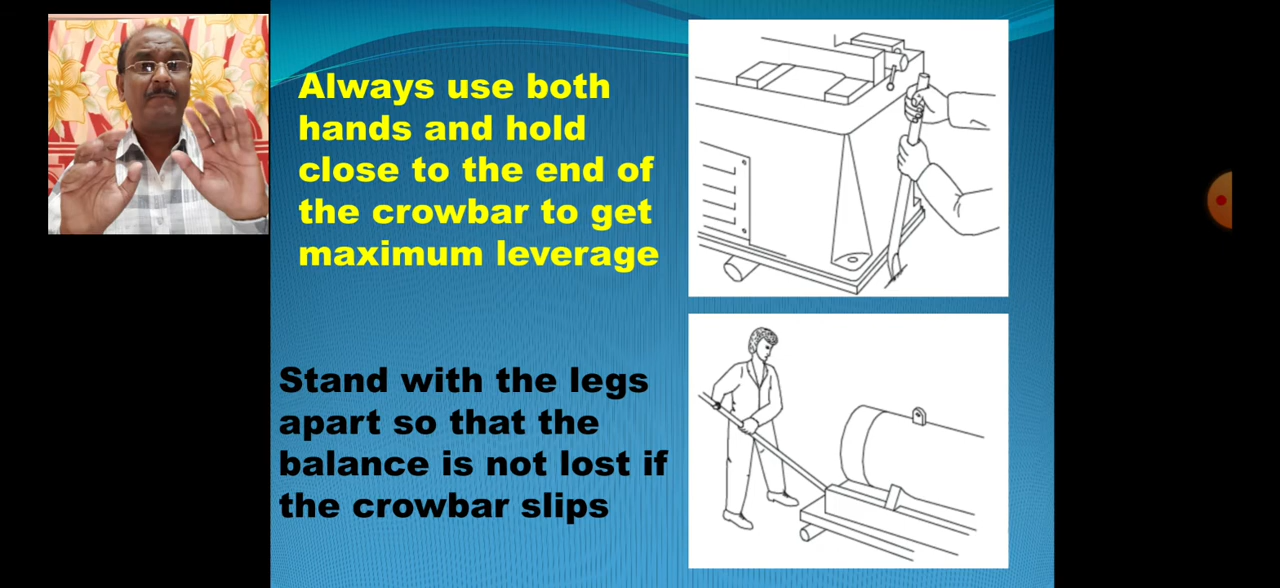 Always use both
hands and hold
close to the end of
the crowbar to get
maximum leverage
Stand with the legs
apart so that the
balance is not lost if
the crowbar slips